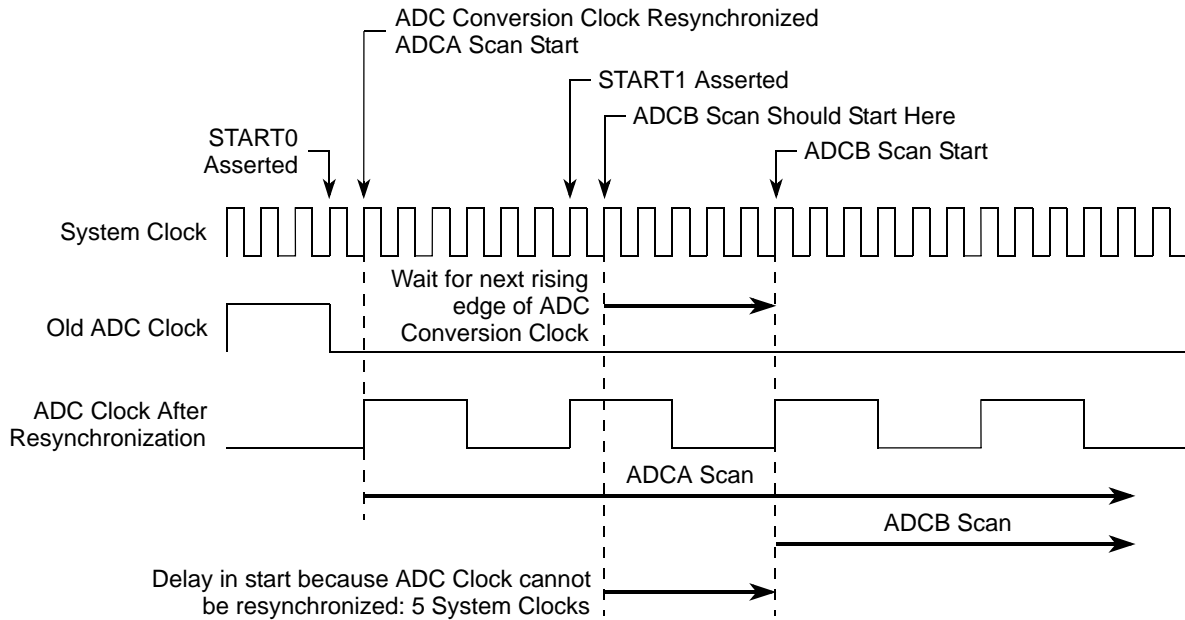 ADC Conversion Clock Resynchronized
ADCA Scan Start
START1 Asserted
ADCB Scan Should Start Here
START0
Asserted
ADCB Scan Start
System Clock
Wait for next rising
edge of ADC
Conversion Clock
Old ADC Clock
ADC Clock After
Resynchronization
ADCA Scan
ADCB Scan
Delay in start because ADC Clock cannot
be resynchronized: 5 System Clocks